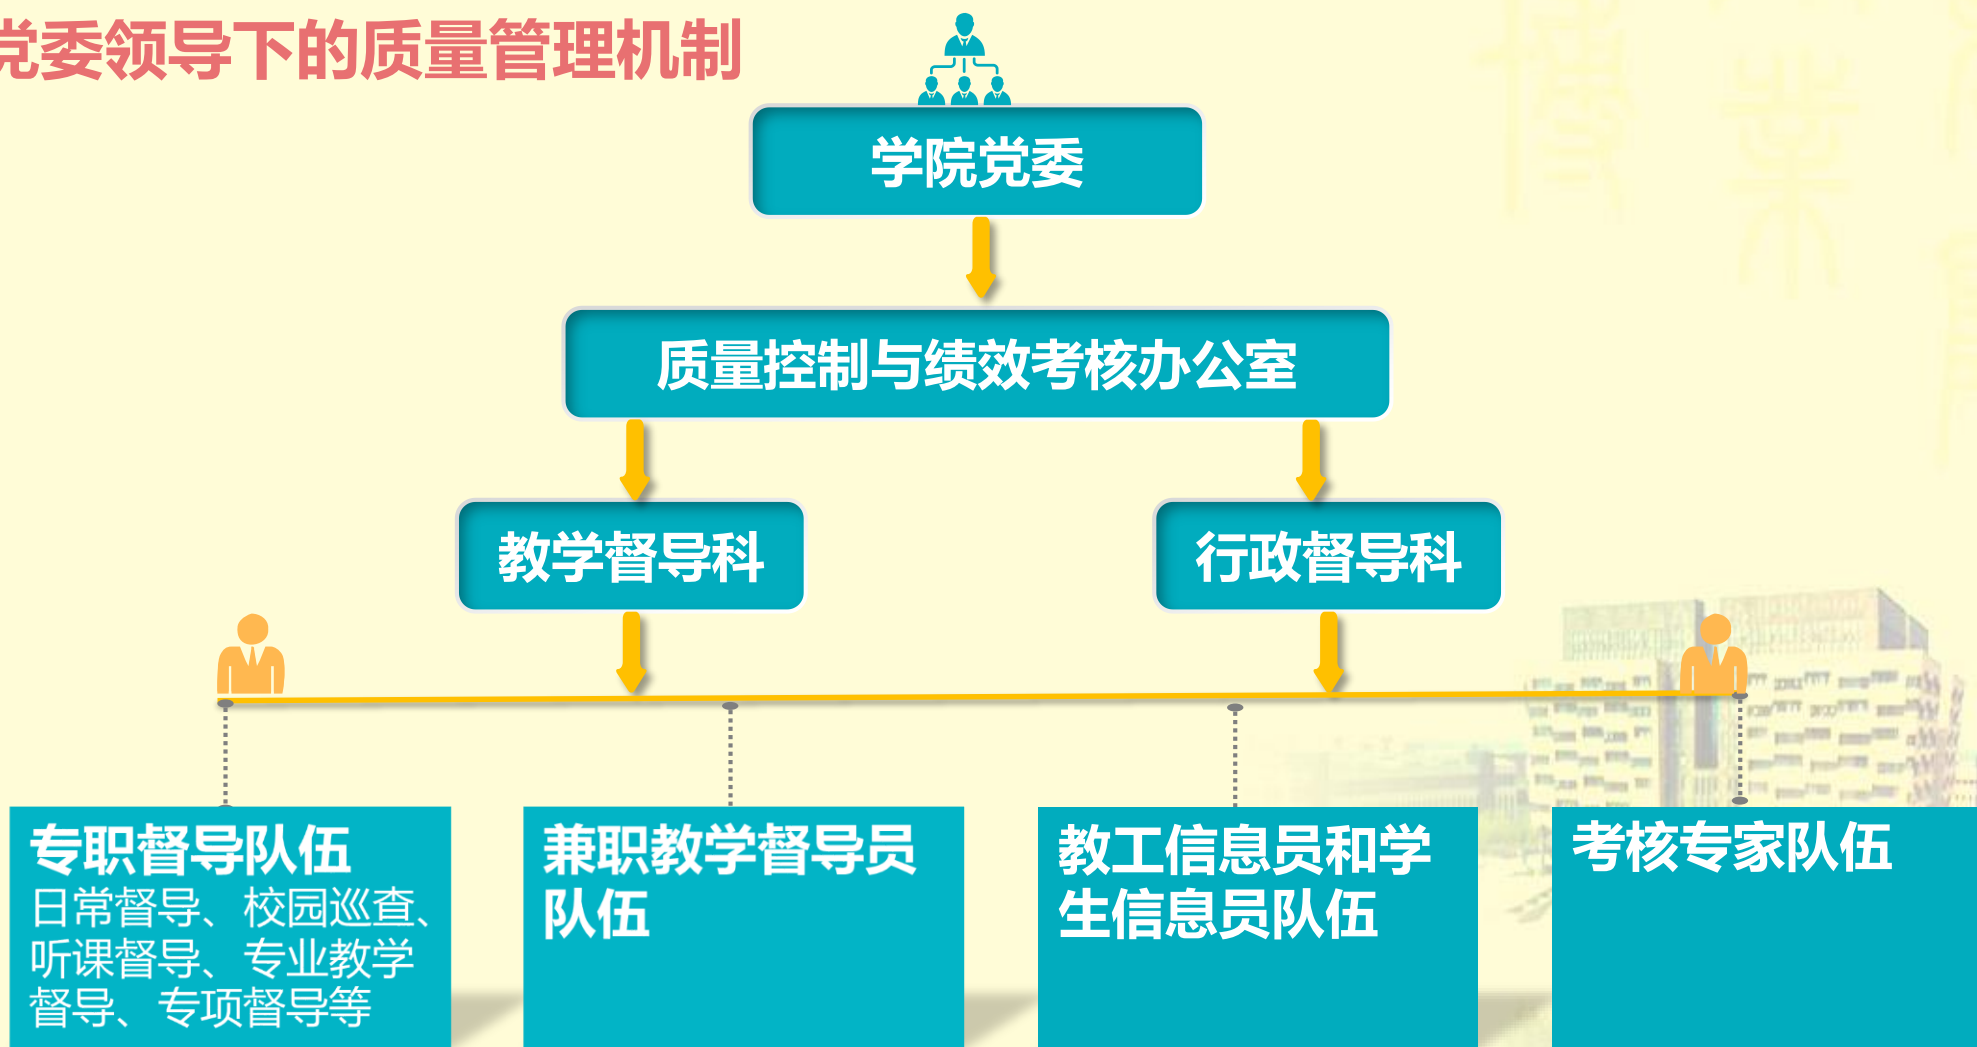 党委领导下的质量管理机制
学院党委
质量控制与绩效考核办公室
教学督导科
行政督导科
专职督导队伍
日常督导、校园巡查、
听课督导、专业教学
督导、专项督导等
兼职教学督导员
队伍
教工信息员和学
生信息员队伍
考核专家队伍